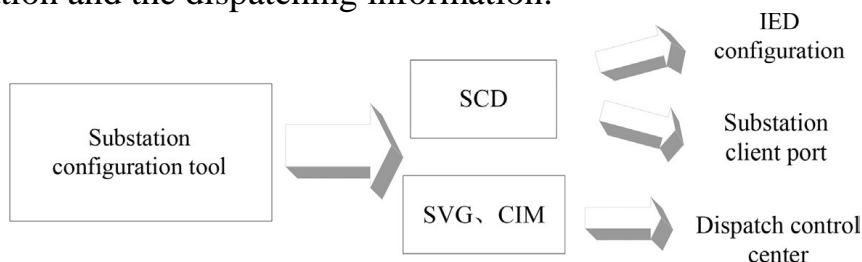 tion and the dispatching information.
IED
configuration
SCD
Substation
configuration tool
Substation
client port
SVG、CIM
Dispatch control
center